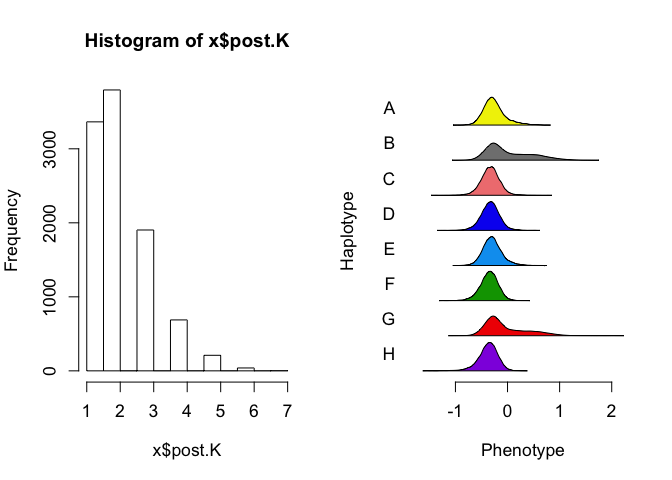 Histogram of x$post.K
Frequency
0
1000
2000
3000
1 2 3 4 5 6 7
x$post.K
Haplotype
A
B
C
D
E
F
G
H
-1 0 1 2
Phenotype